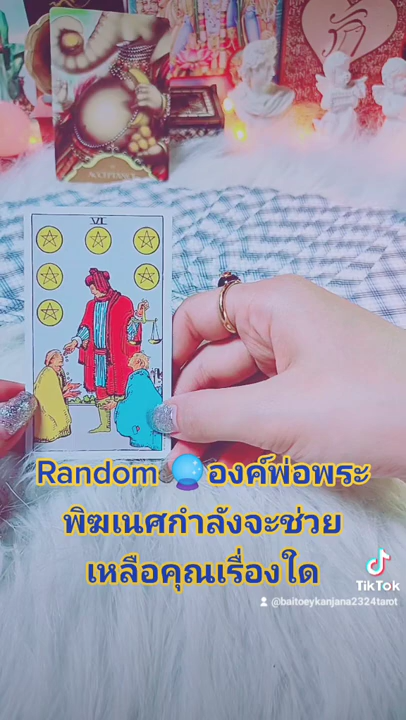 ACCEPTANCE
VI
Random🔮องค์พ่อพระ
พิฆเนศกำลังจะช่วย
เหลือคุณเรื่องใด
TikTok
@baitoeykanjana2324tarot